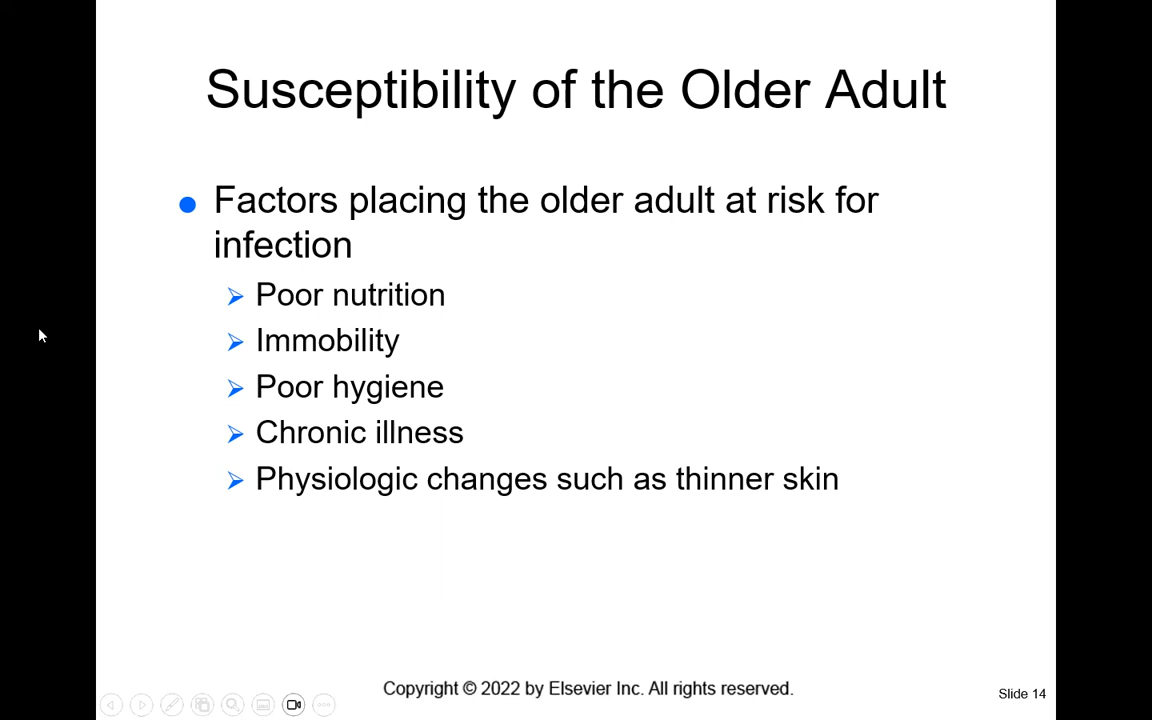 Susceptibility of the Older Adult
Factors placing the older adult at risk for
infection
Poor nutrition
Immobility
Poor hygiene
Chronic illness
Physiologic changes such as thinner skin
Copyright © 2022 by Elsevier Inc. All rights reserved.
Slide 14